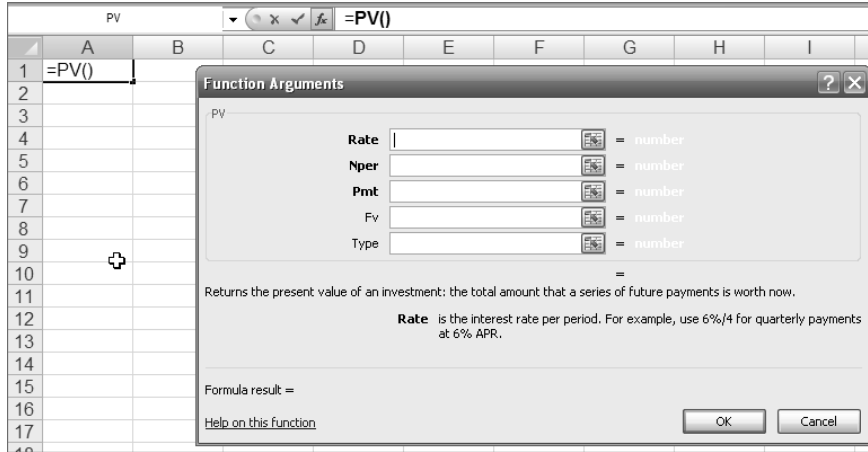 PV =PV()
A B C D E F G H I
1 =PV()
2
3
4
5
6
7
8
9
10
11
12
13
14
15
16
17
Function Arguments
PV
Rate = number
Nper = number
Pmt = number
Fv = number
Type = number
=
Returns the present value of an investment: the total amount that a series of future payments is worth now.
Rate is the interest rate per period. For example, use 6%/4 for quarterly payments
at 6% APR.
Formula result =
Help on this function OK Cancel